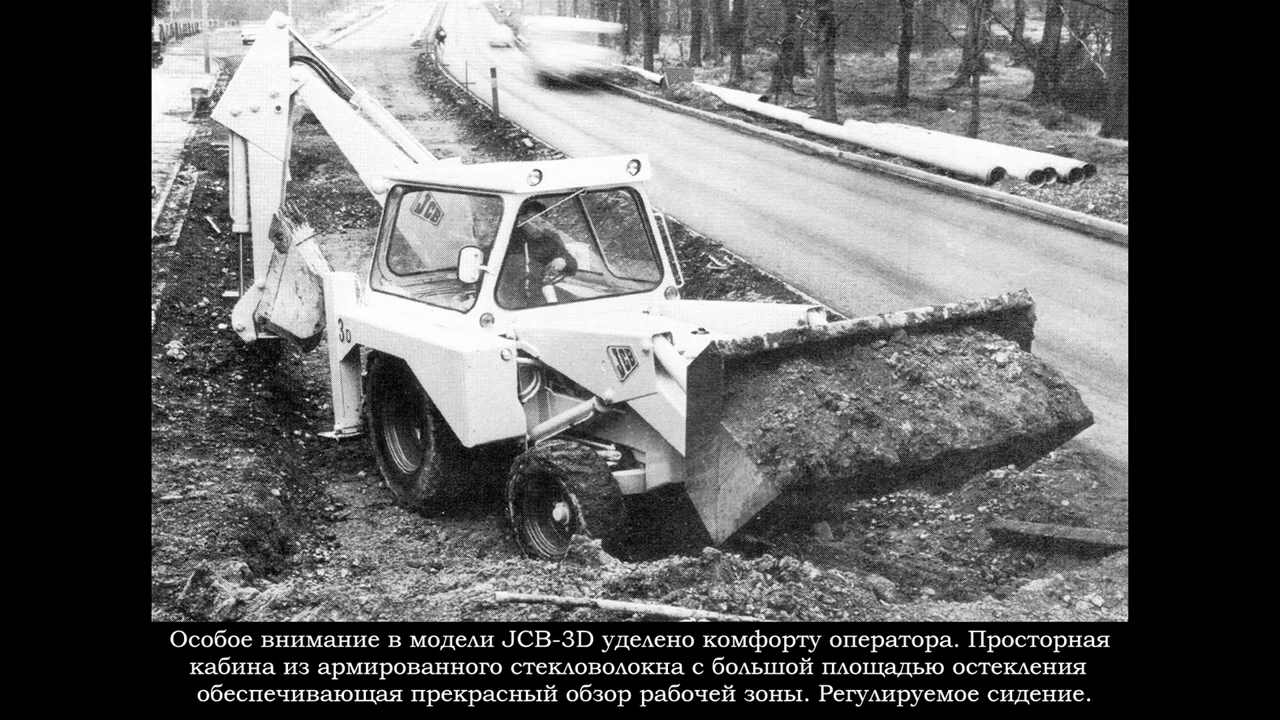 JCB
3D
JCB
Особое внимание в модели JCB-3D уделено комфорту оператора. Просторная
кабина из армированного стекловолокна с большой площадью остекления
обеспечивающая прекрасный обзор рабочей зоны. Регулируемое сидение.